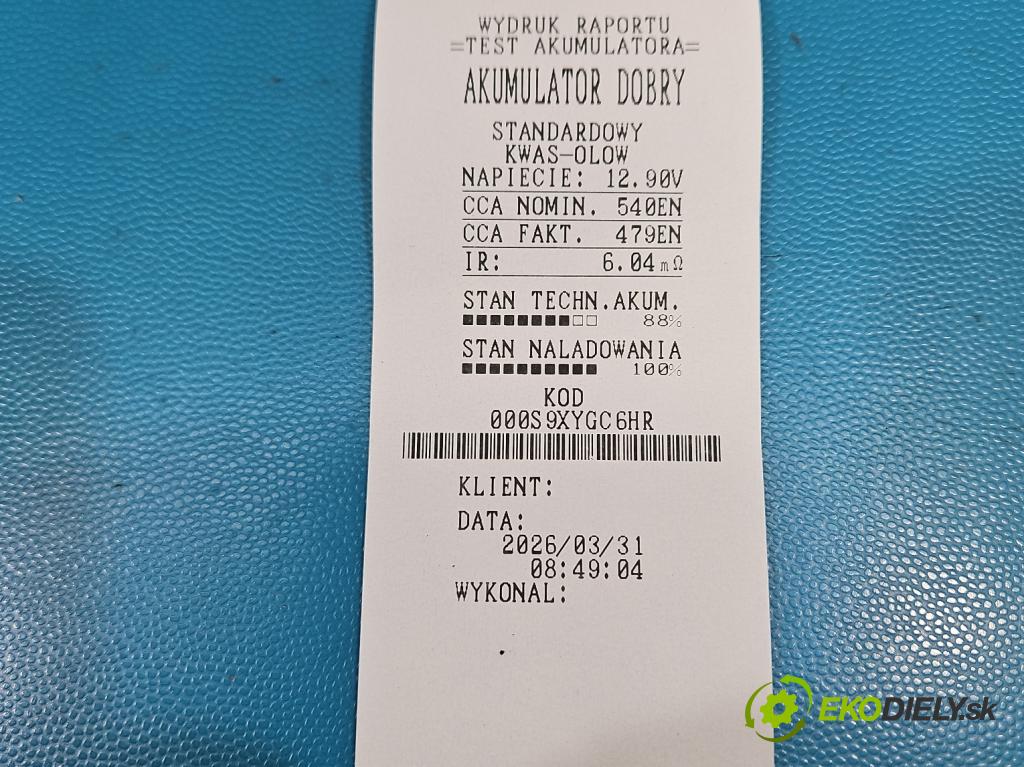 WYDRUK RAPORTU
=TEST AKUMULATORA=
AKUMULATOR DOBRY
STANDARDOWY
KWAS-OLOW
NAPIECIE: 12.90V
CCA NOMIN. 540EN
CCA FAKT. 479EN
IR: 6.04mΩ
STAN TECHN.AKUM.
88%
STAN NALADOWANIA
100%
KOD
000S9XYGC6HR
KLIENT:
DATA:
2026/03/31
08:49:04
WYKONAL:
EKODIELY.sk